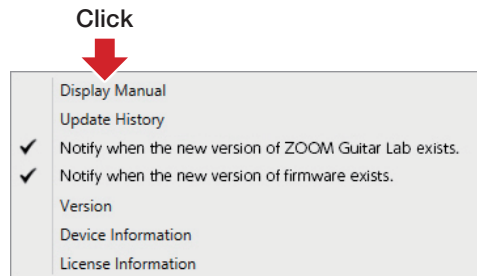 Click
Display Manual
Update History
Notify when the new version of ZOOM Guitar Lab exists.
Notify when the new version of firmware exists.
Version
Device Information
License Information